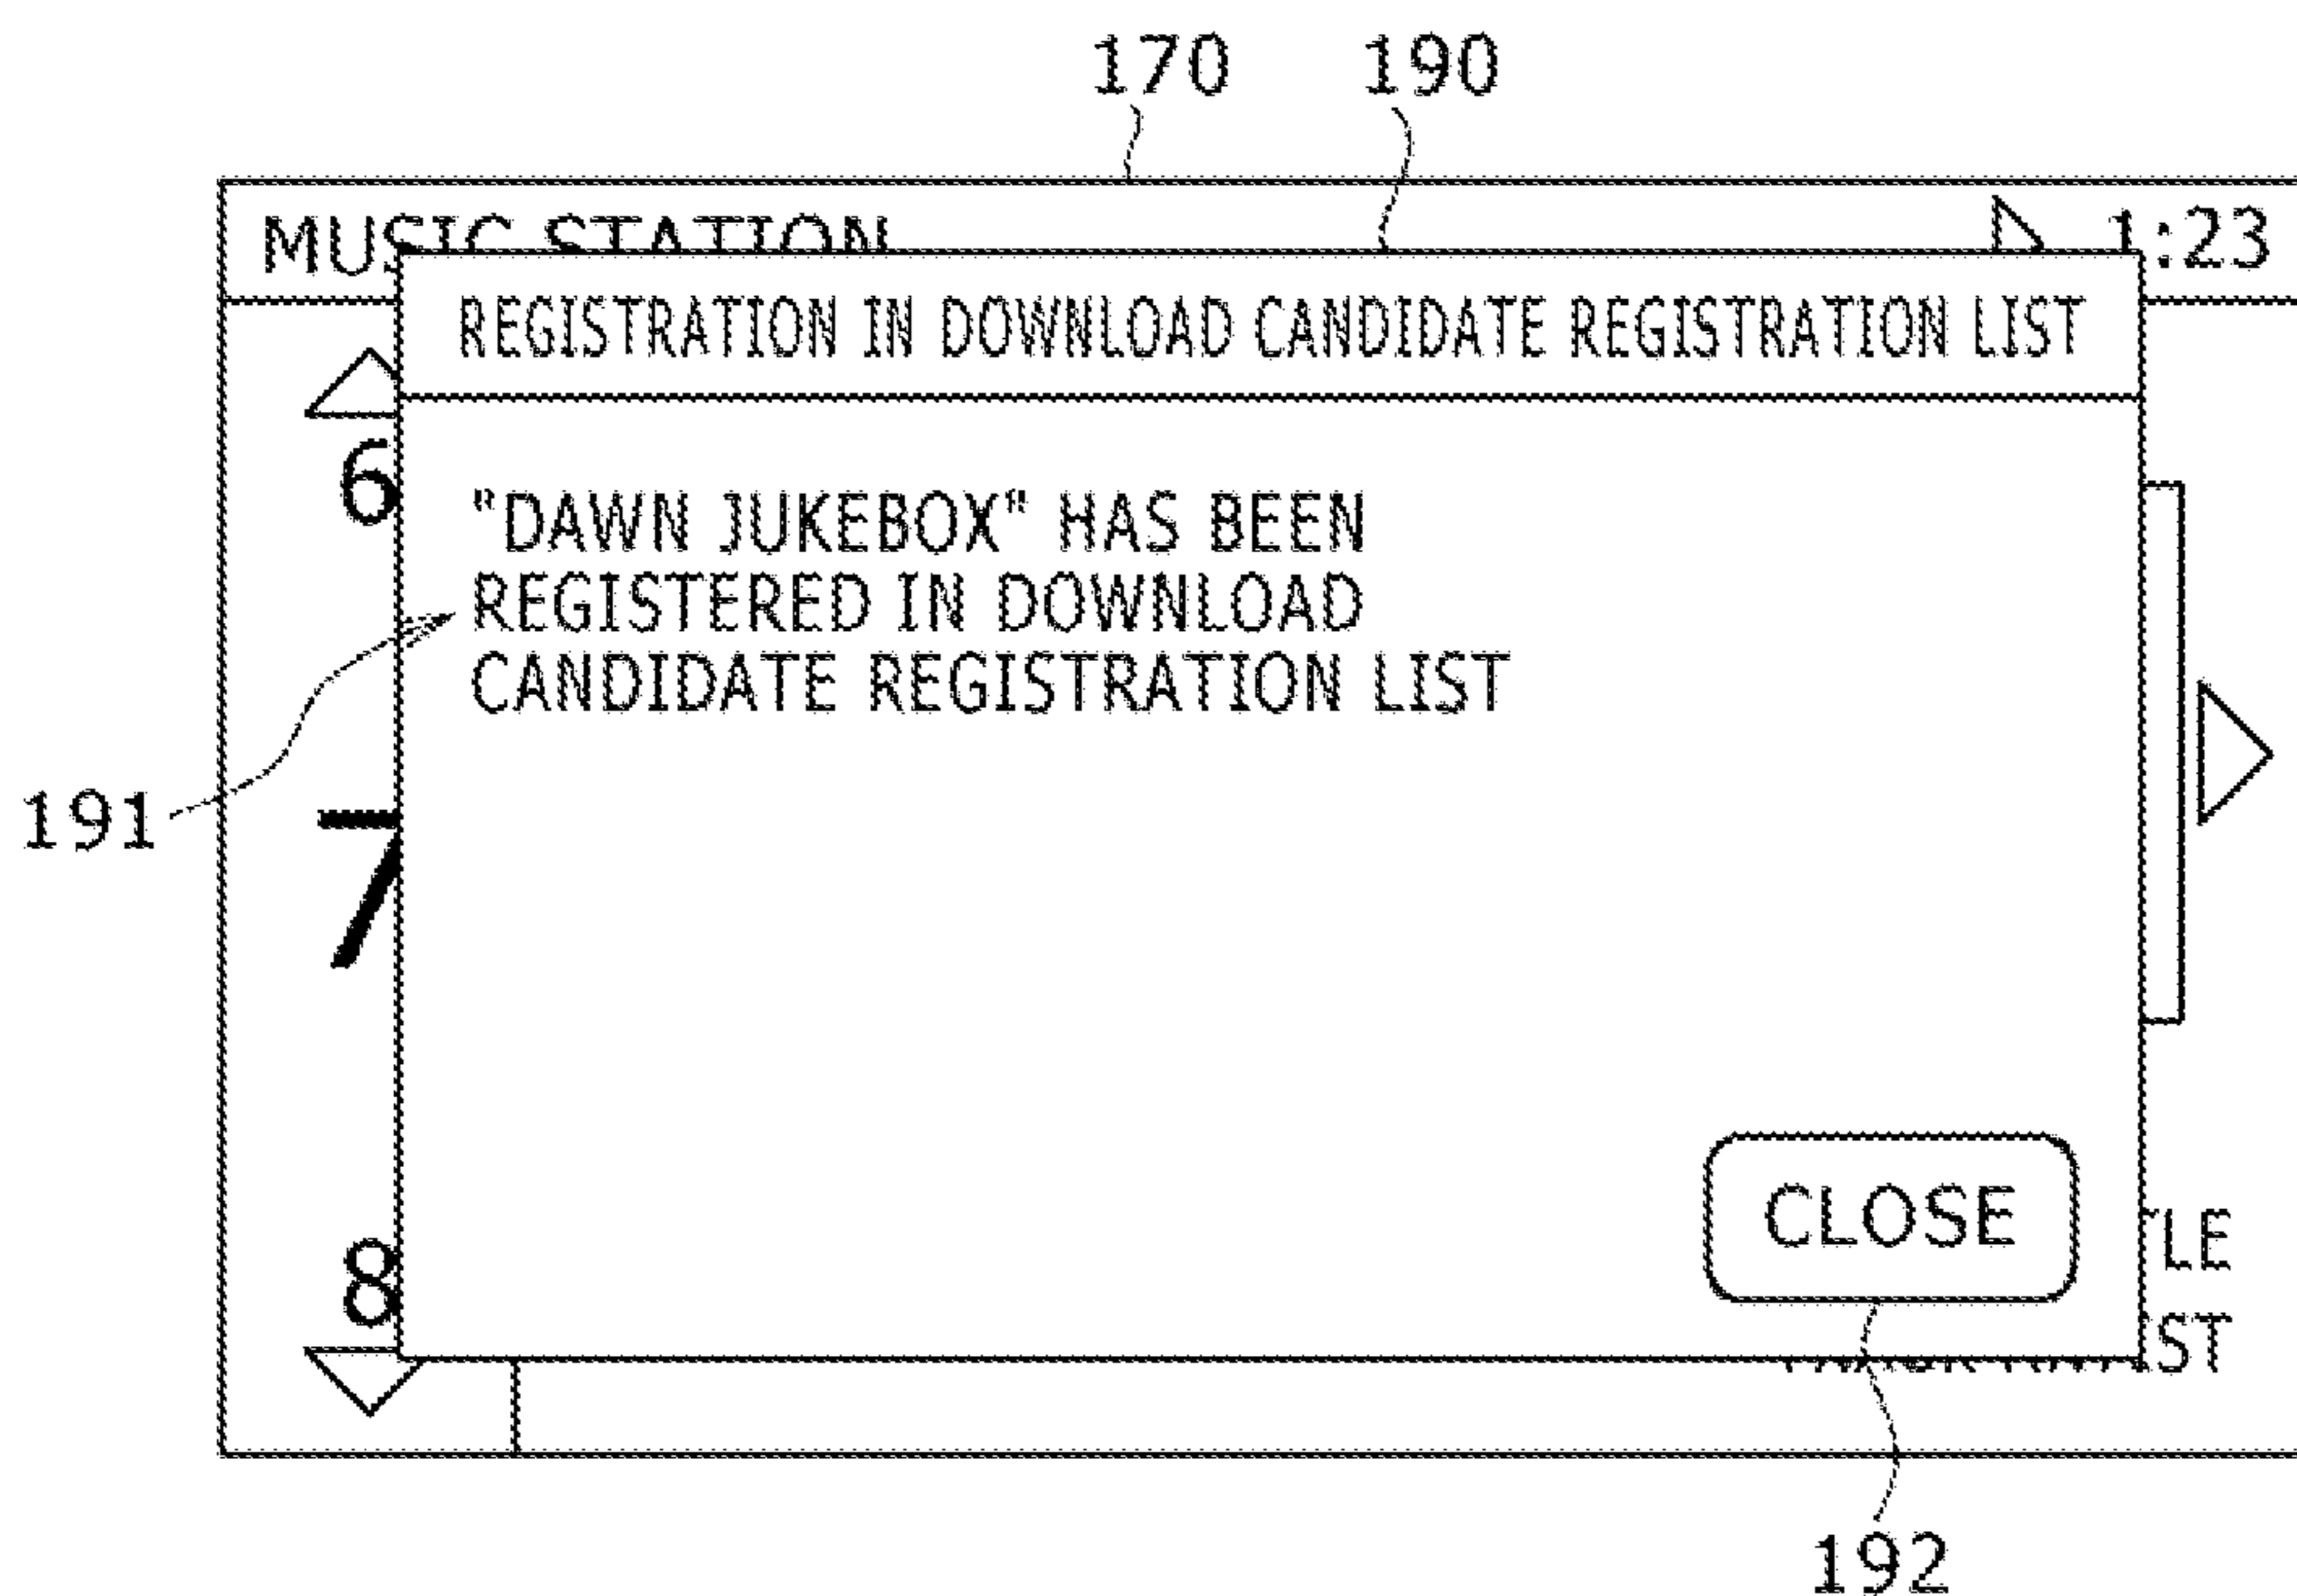 170 190
MUSIC STATION 1:23
REGISTRATION IN DOWNLOAD CANDIDATE REGISTRATION LIST
6
"DAWN JUKEBOX" HAS BEEN
REGISTERED IN DOWNLOAD
CANDIDATE REGISTRATION LIST
191
7
CLOSE
8
LE
ST
192